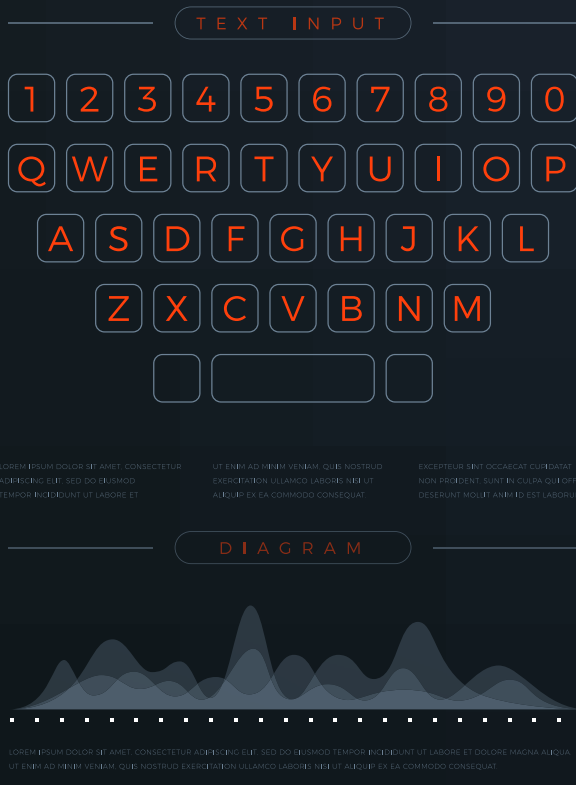 TEXT INPUT
1 2 3 4 5 6 7 8 9 0
Q W E R T Y U I O P
A S D F G H J K L
Z X C V B N M
LOREM IPSUM DOLOR SIT AMET, CONSECTETUR
ADIPISCING ELIT, SED DO EIUSMOD
TEMPOR INCIDIDUNT UT LABORE ET
UT ENIM AD MINIM VENIAM, QUIS NOSTRUD
EXERCITATION ULLAMCO LABORIS NISI UT
ALIQUIP EX EA COMMODO CONSEQUAT.
EXCEPTEUR SINT OCCAECAT CUPIDATAT
NON PROIDENT, SUNT IN CULPA QUI OFF
DESERUNT MOLLIT ANIM ID EST LABORU
DIAGRAM
LOREM IPSUM DOLOR SIT AMET, CONSECTETUR ADIPISCING ELIT, SED DO EIUSMOD TEMPOR INCIDIDUNT UT LABORE ET DOLORE MAGNA ALIQUA.
UT ENIM AD MINIM VENIAM, QUIS NOSTRUD EXERCITATION ULLAMCO LABORIS NISI UT ALIQUIP EX EA COMMODO CONSEQUAT.